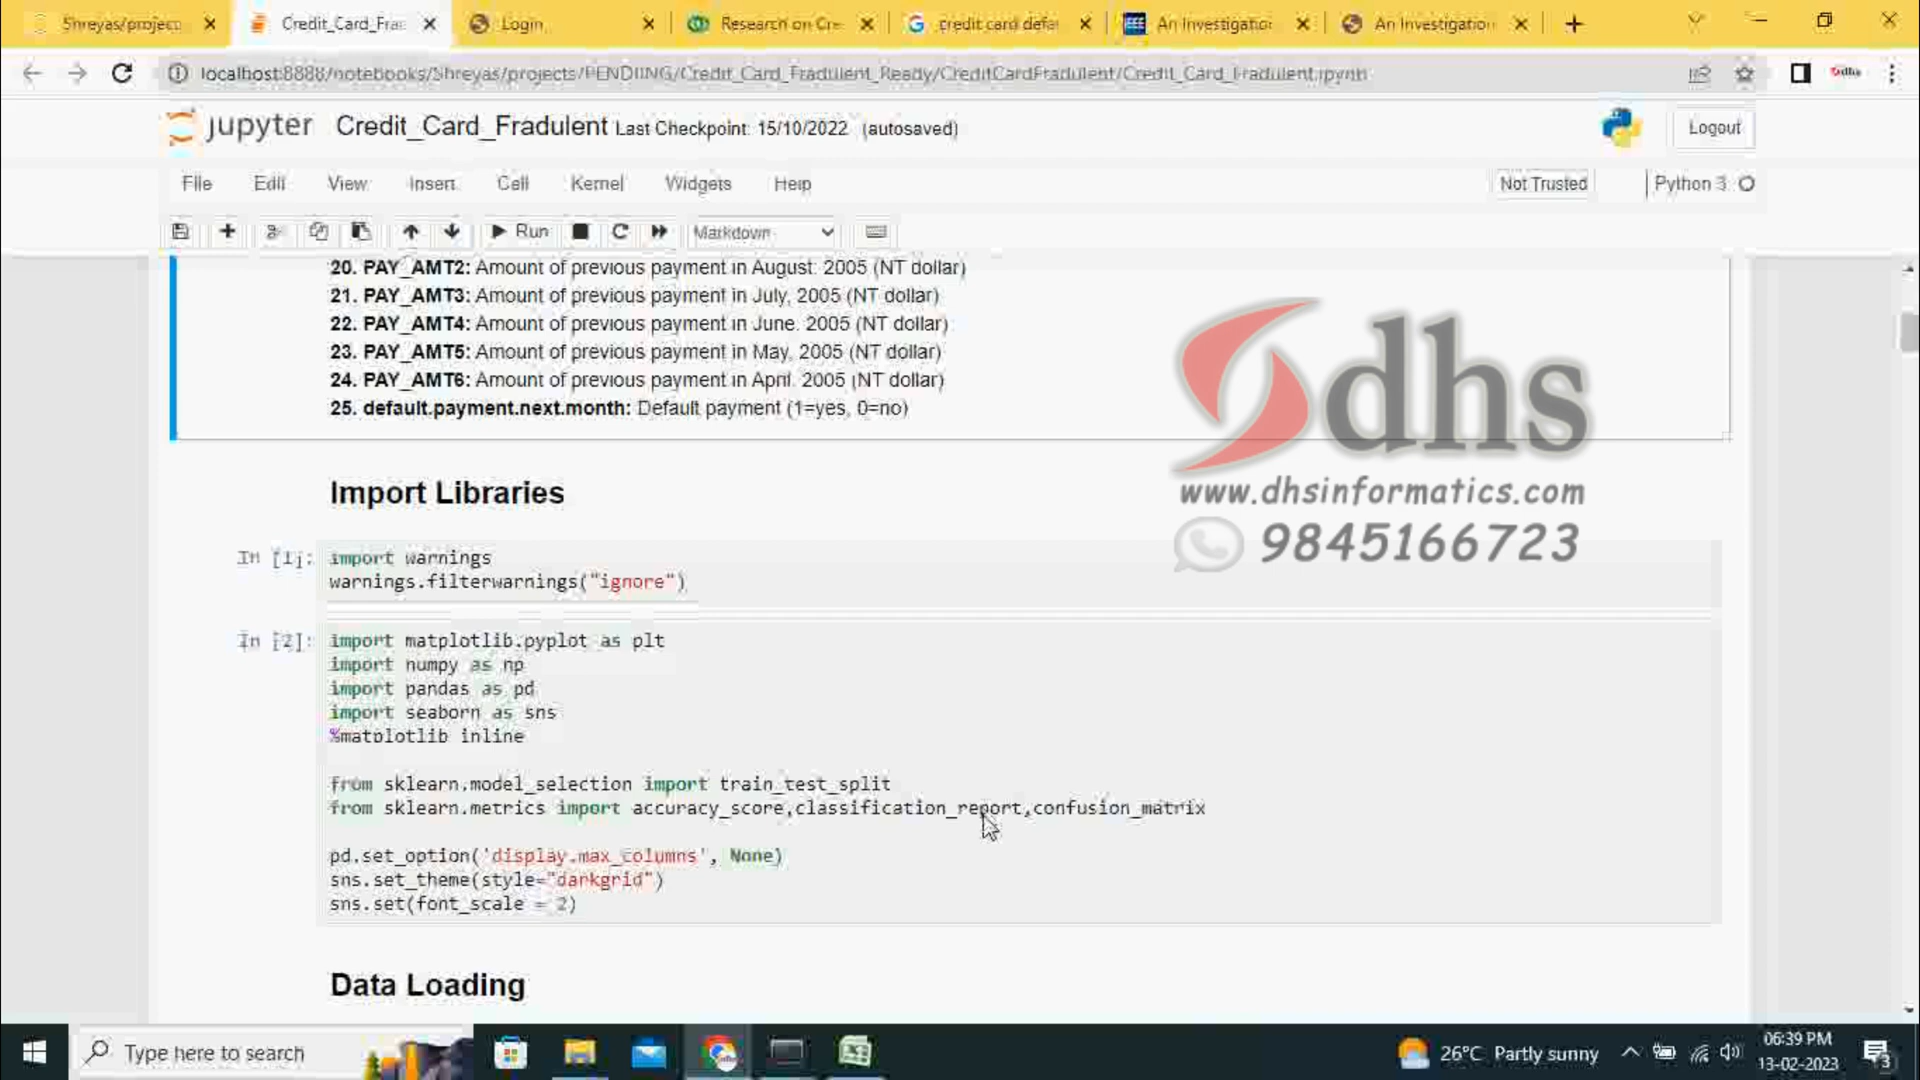 Shreyas/projec
Credit_Card_Fra
Login
Research on Cre
credit card defa
An Investigation
An Investigation
localhost:8888/notebooks/Shreyas/projects/PENDIING/Credit_Card_Fradulent_Ready/CreditCardFradulent/Credit_Card_Fradulent.ipynb
jupyter Credit_Card_Fradulent Last Checkpoint: 15/10/2022 (autosaved)
Logout
File Edit View Insert Cell Kernel Widgets Help
Not Trusted
Python 3
Run
Markdown
20. PAY_AMT2: Amount of previous payment in August, 2005 (NT dollar)
21. PAY_AMT3: Amount of previous payment in July, 2005 (NT dollar)
22. PAY_AMT4: Amount of previous payment in June, 2005 (NT dollar)
23. PAY_AMT5: Amount of previous payment in May, 2005 (NT dollar)
24. PAY_AMT6: Amount of previous payment in April, 2005 (NT dollar)
25. default.payment.next.month: Default payment (1=yes, 0=no)
dhs
www.dhsinformatics.com
9845166723
Import Libraries
In [1]: import warnings
warnings.filterwarnings("ignore")
In [2]: import matplotlib.pyplot as plt
import numpy as np
import pandas as pd
import seaborn as sns
%matplotlib inline
from sklearn.model_selection import train_test_split
from sklearn.metrics import accuracy_score,classification_report,confusion_matrix
pd.set_option('display.max_columns', None)
sns.set_theme(style="darkgrid")
sns.set(font_scale = 2)
Data Loading
Type here to search
26°C Partly sunny
06:39 PM
13-02-2023
3